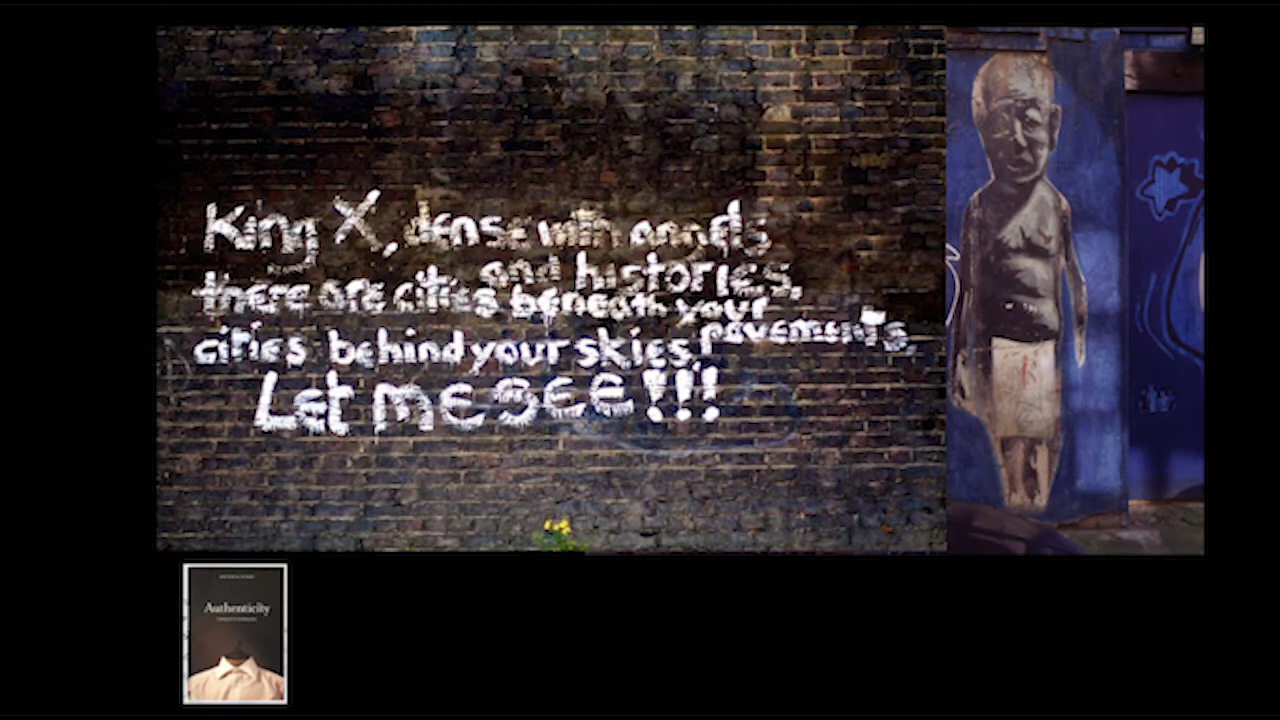 King X, dense with angels
and histories,
there are cities beneath your
pavements,
cities behind your skies.
Let me see !!!
Authenticity